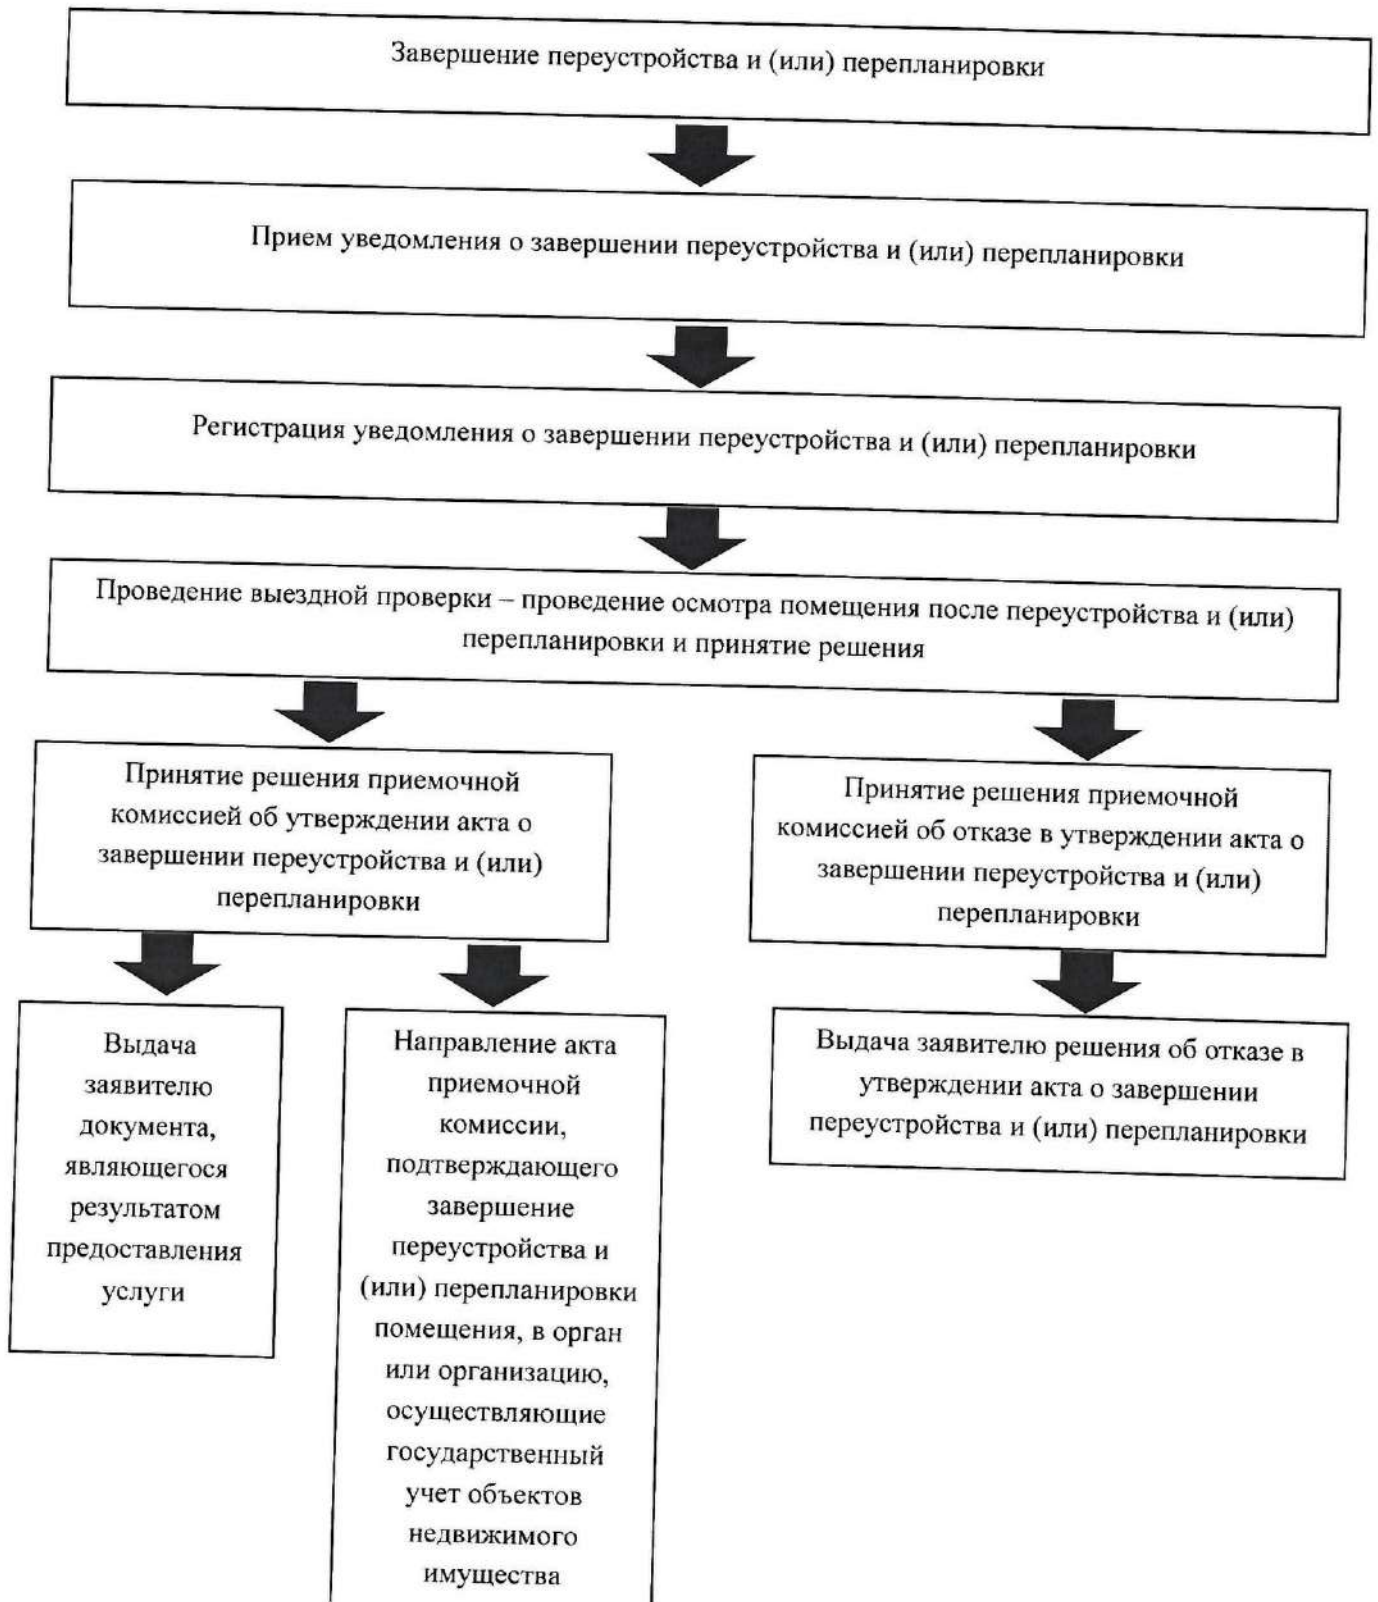 Завершение переустройства и (или) перепланировки
Прием уведомления о завершении переустройства и (или) перепланировки
Регистрация уведомления о завершении переустройства и (или) перепланировки
Проведение выездной проверки – проведение осмотра помещения после переустройства и (или)
перепланировки и принятие решения
Принятие решения приемочной
комиссией об утверждении акта о
завершении переустройства и (или)
перепланировки
Принятие решения приемочной
комиссией об отказе в утверждении акта о
завершении переустройства и (или)
перепланировки
Выдача
заявителю
документа,
являющегося
результатом
предоставления
услуги
Направление акта
приемочной
комиссии,
подтверждающего
завершение
переустройства и
(или) перепланировки
помещения, в орган
или организацию,
осуществляющие
государственный
учет объектов
недвижимого
имущества
Выдача заявителю решения об отказе в
утверждении акта о завершении
переустройства и (или) перепланировки